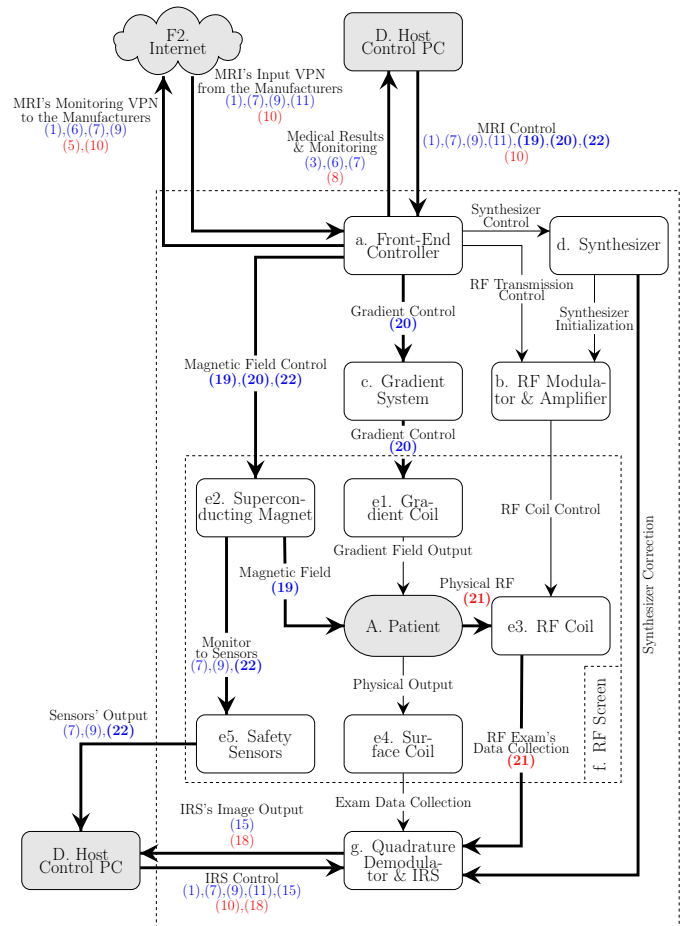 F2.
Internet
D. Host
Control PC
MRI's Input VPN
from the Manufacturers
(1),(7),(9),(11)
(10)
MRI's Monitoring VPN
to the Manufacturers
(1),(6),(7),(9)
(5),(10)
Medical Results
& Monitoring
(3),(6),(7)
(8)
MRI Control
(1),(7),(9),(11),(19),(20),(22)
(10)
Synthesizer
Control
a. Front-End
Controller
d. Synthesizer
RF Transmission
Control
Gradient Control
(20)
Synthesizer
Initialization
Magnetic Field Control
(19),(20),(22)
c. Gradient
System
b. RF Modula-
tor & Amplifier
Gradient Control
(20)
e2. Supercon-
ducting Magnet
e1. Gra-
dient Coil
RF Coil Control
Gradient Field Output
Magnetic Field
(19)
Physical RF
(21)
A. Patient
e3. RF Coil
Synthesizer Correction
Monitor
to Sensors
(7),(9),(22)
Physical Output
f. RF Screen
Sensors' Output
(7),(9),(22)
e5. Safety
Sensors
e4. Sur-
face Coil
RF Exam's
Data Collection
(21)
Exam Data Collection
IRS's Image Output
(15)
(18)
D. Host
Control PC
g. Quadrature
Demodula-
tor & IRS
IRS Control
(1),(7),(9),(11),(15)
(10),(18)